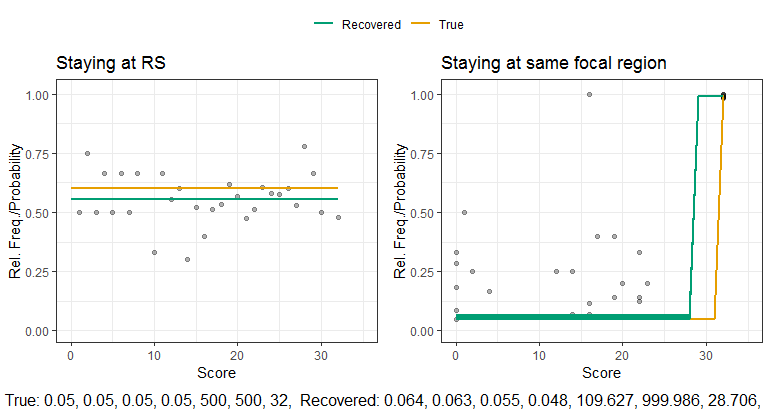 Recovered True
Staying at RS
Staying at same focal region
Rel. Freq./Probability
1.00
0.75
0.50
0.25
0.00
0 10 20 30
Score
Rel. Freq./Probability
1.00
0.75
0.50
0.25
0.00
0 10 20 30
Score
True: 0.05, 0.05, 0.05, 0.05, 500, 500, 32, Recovered: 0.064, 0.063, 0.055, 0.048, 109.627, 999.986, 28.706,